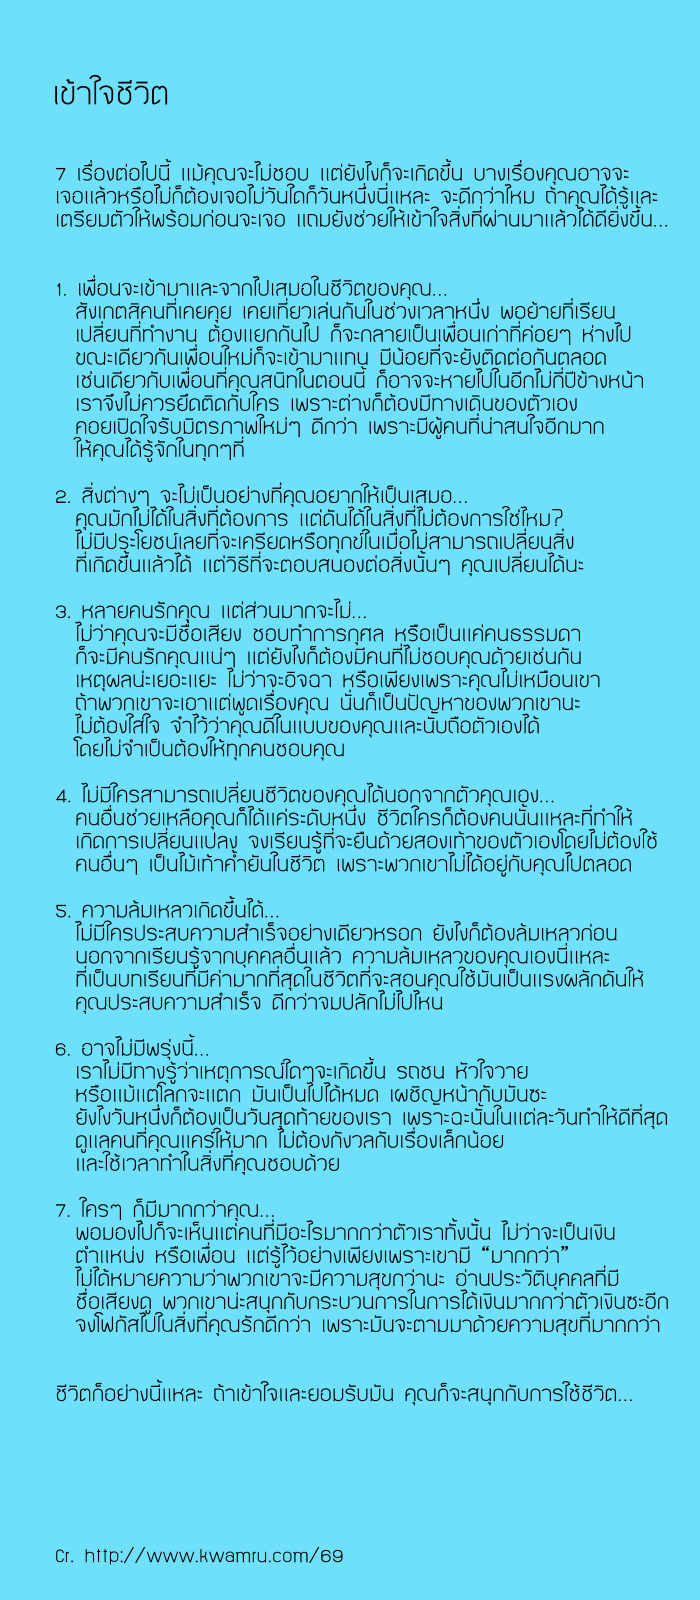 เข้าใจชีวิต
7 เรื่องต่อไปนี้ แม้คุณจะไม่ชอบ แต่ยังไงก็จะเกิดขึ้น บางเรื่องคุณอาจจะ
เจอแล้วหรือไม่ก็ต้องเจอไม่วันใดก็วันหนึ่งนี่แหละ จะดีกว่าไหม ถ้าคุณได้รู้และ
เตรียมตัวให้พร้อมก่อนจะเจอ แถมยังช่วยให้เข้าใจสิ่งที่ผ่านมาแล้วได้ดียิ่งขึ้น...
1. เพื่อนจะเข้ามาและจากไปเสมอในชีวิตของคุณ...
สังเกตสิคนที่เคยคุย เคยเที่ยวเล่นกันในช่วงเวลาหนึ่ง พอย้ายที่เรียน
เปลี่ยนที่ทำงาน ต้องแยกกันไป ก็จะกลายเป็นเพื่อนเก่าที่ค่อยๆ ห่างไป
ขณะเดียวกันเพื่อนใหม่ก็จะเข้ามาแทน มีน้อยที่จะยังติดต่อกันตลอด
เช่นเดียวกับเพื่อนที่คุณสนิทในตอนนี้ ก็อาจจะหายไปในอีกไม่กี่ปีข้างหน้า
เราจึงไม่ควรยึดติดกับใคร เพราะต่างก็ต้องมีทางเดินของตัวเอง
คอยเปิดใจรับมิตรภาพใหม่ๆ ดีกว่า เพราะมีผู้คนที่น่าสนใจอีกมาก
ให้คุณได้รู้จักในทุกๆที่
2. สิ่งต่างๆ จะไม่เป็นอย่างที่คุณอยากให้เป็นเสมอ...
คุณมักไม่ได้ในสิ่งที่ต้องการ แต่ดันได้ในสิ่งที่ไม่ต้องการใช่ไหม?
ไม่มีประโยชน์เลยที่จะเครียดหรือทุกข์ในเมื่อไม่สามารถเปลี่ยนสิ่ง
ที่เกิดขึ้นแล้วได้ แต่วิธีที่จะตอบสนองต่อสิ่งนั้นๆ คุณเปลี่ยนได้นะ
3. หลายคนรักคุณ แต่ส่วนมากจะไม่...
ไม่ว่าคุณจะมีชื่อเสียง ชอบทำการกุศล หรือเป็นแค่คนธรรมดา
ก็จะมีคนรักคุณแน่ๆ แต่ยังไงก็ต้องมีคนที่ไม่ชอบคุณด้วยเช่นกัน
เหตุผลน่ะเยอะแยะ ไม่ว่าจะอิจฉา หรือเพียงเพราะคุณไม่เหมือนเขา
ถ้าพวกเขาจะเอาแต่พูดเรื่องคุณ นั่นก็เป็นปัญหาของพวกเขานะ
ไม่ต้องใส่ใจ จำไว้ว่าคุณดีในแบบของคุณและนับถือตัวเองได้
โดยไม่จำเป็นต้องให้ทุกคนชอบคุณ
4. ไม่มีใครสามารถเปลี่ยนชีวิตของคุณได้นอกจากตัวคุณเอง...
คนอื่นช่วยเหลือคุณก็ได้แค่ระดับหนึ่ง ชีวิตใครก็ต้องคนนั้นแหละที่ทำให้
เกิดการเปลี่ยนแปลง จงเรียนรู้ที่จะยืนด้วยสองเท้าของตัวเองโดยไม่ต้องใช้
คนอื่นๆ เป็นไม้เท้าค้ำยันในชีวิต เพราะพวกเขาไม่ได้อยู่กับคุณไปตลอด
5. ความล้มเหลวเกิดขึ้นได้...
ไม่มีใครประสบความสำเร็จอย่างเดียวหรอก ยังไงก็ต้องล้มเหลวก่อน
นอกจากเรียนรู้จากบุคคลอื่นแล้ว ความล้มเหลวของคุณเองนี่แหละ
ที่เป็นบทเรียนที่มีค่ามากที่สุดในชีวิตที่จะสอนคุณใช้มันเป็นแรงผลักดันให้
คุณประสบความสำเร็จ ดีกว่าจมปลักไม่ไปไหน
6. อาจไม่มีพรุ่งนี้...
เราไม่มีทางรู้ว่าเหตุการณ์ใดๆจะเกิดขึ้น รถชน หัวใจวาย
หรือแม้แต่โลกจะแตก มันเป็นไปได้หมด เผชิญหน้ากับมันซะ
ยังไงวันหนึ่งก็ต้องเป็นวันสุดท้ายของเรา เพราะฉะนั้นในแต่ละวันทำให้ดีที่สุด
ดูแลคนที่คุณแคร์ให้มาก ไม่ต้องกังวลกับเรื่องเล็กน้อย
และใช้เวลาทำในสิ่งที่คุณชอบด้วย
7. ใครๆ ก็มีมากกว่าคุณ...
พอมองไปก็จะเห็นแต่คนที่มีอะไรมากกว่าตัวเราทั้งนั้น ไม่ว่าจะเป็นเงิน
ตำแหน่ง หรือเพื่อน แต่รู้ไว้อย่างเพียงเพราะเขามี “มากกว่า”
ไม่ได้หมายความว่าพวกเขาจะมีความสุขกว่านะ อ่านประวัติบุคคลที่มี
ชื่อเสียงดู พวกเขาน่ะสนุกกับกระบวนการในการได้เงินมากกว่าตัวเงินซะอีก
จงโฟกัสไปในสิ่งที่คุณรักดีกว่า เพราะมันจะตามมาด้วยความสุขที่มากกว่า
ชีวิตก็อย่างนี้แหละ ถ้าเข้าใจและยอมรับมัน คุณก็จะสนุกกับการใช้ชีวิต...
Cr. http://www.kwamru.com/69